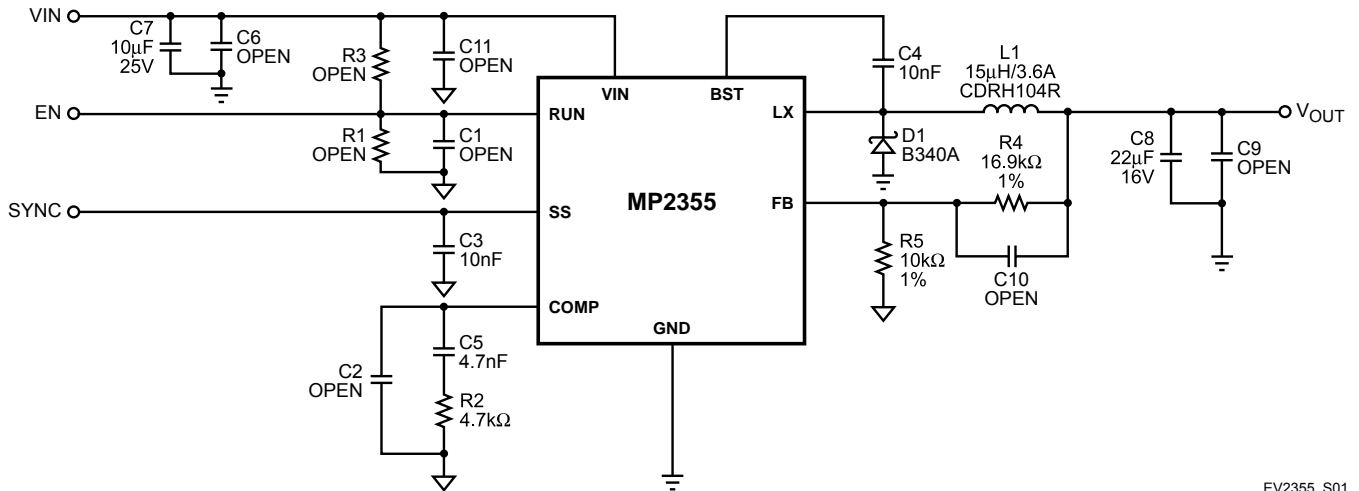 VIN
C7
10μF
25V
C6
OPEN
R3
OPEN
C11
OPEN
C4
10nF
L1
15μH/3.6A
CDRH104R
VIN
BST
EN
RUN
LX
VOUT
R1
OPEN
C1
OPEN
D1
B340A
R4
16.9kΩ
1%
C8
22μF
16V
C9
OPEN
MP2355
SYNC
SS
FB
C3
10nF
R5
10kΩ
1%
C10
OPEN
COMP
GND
C5
4.7nF
C2
OPEN
R2
4.7kΩ
EV2355_S01